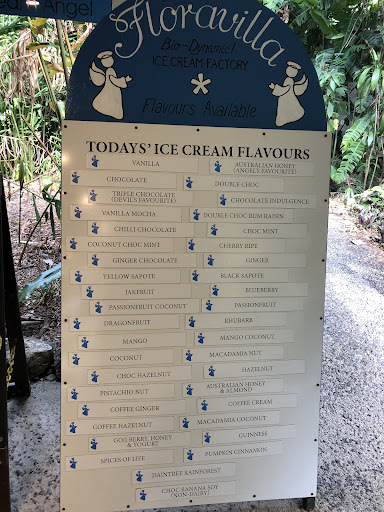 Angel
Floravilla
Bio-Dynamic!
ICE CREAM FACTORY
Flavours Available
TODAYS' ICE CREAM FLAVOURS
VANILLA
AUSTRALIAN HONEY
(ANGEL'S FAVOURITE)
CHOCOLATE
DOUBLE CHOC
TRIPLE CHOCOLATE
(DEVIL'S FAVOURITE)
CHOCOLATE INDULGENCE
VANILLA MOCHA
DOUBLE CHOC RUM RAISIN
CHILLI CHOCOLATE
CHOC MINT
COCONUT CHOC MINT
CHERRY RIPE
GINGER CHOCOLATE
GINGER
YELLOW SAPOTE
BLACK SAPOTE
JAKFRUIT
BLUEBERRY
PASSIONFRUIT COCONUT
PASSIONFRUIT
DRAGONFRUIT
RHUBARB
MANGO
MANGO COCONUT
COCONUT
MACADAMIA NUT
CHOC HAZELNUT
HAZELNUT
PISTACHIO NUT
AUSTRALIAN HONEY
& ALMOND
COFFEE GINGER
COFFEE CREAM
COFFEE HAZELNUT
MACADAMIA COCONUT
GOJI BERRY, HONEY
& YOGURT
GUINNESS
SPICES OF LIFE
PUMPKIN CINNAMON
DAINTREE RAINFOREST
CHOC BANANA SOY
(NON-DAIRY)